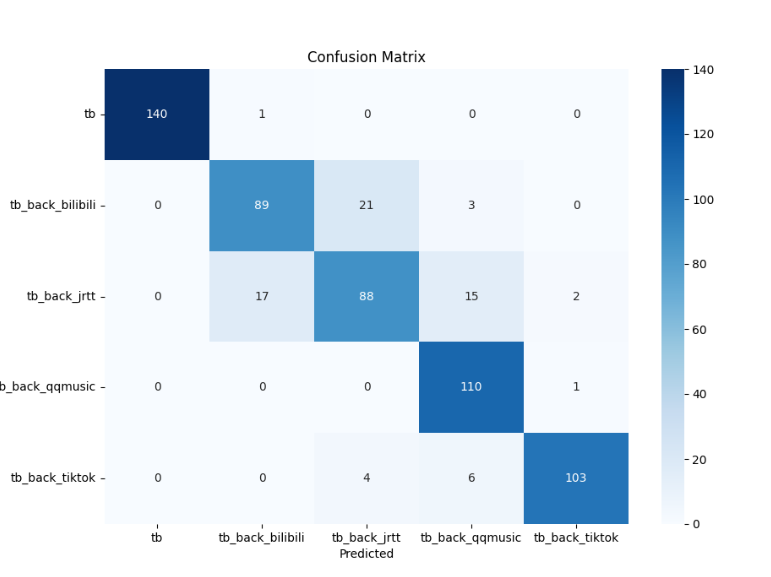 Confusion Matrix
tb 140 1 0 0 0
tb_back_bilibili 0 89 21 3 0
tb_back_jrtt 0 17 88 15 2
b_back_qqmusic 0 0 0 110 1
tb_back_tiktok 0 0 4 6 103
tb tb_back_bilibili tb_back_jrtt tb_back_qqmusic tb_back_tiktok
Predicted
140
120
100
80
60
40
20
0